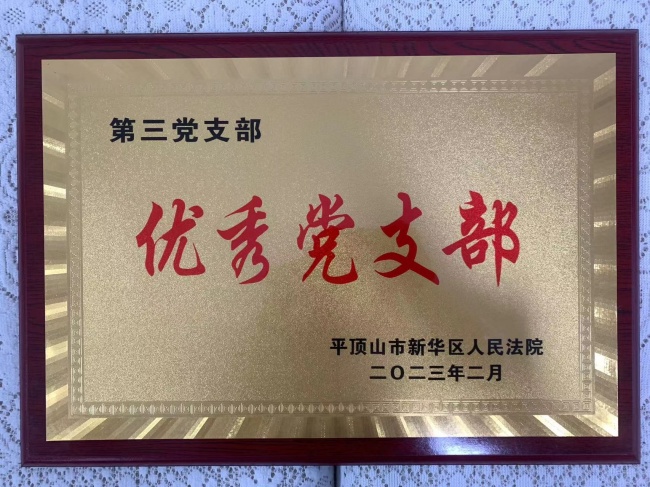 第三党支部
优秀党支部
平顶山市新华区人民法院
二〇二三年二月